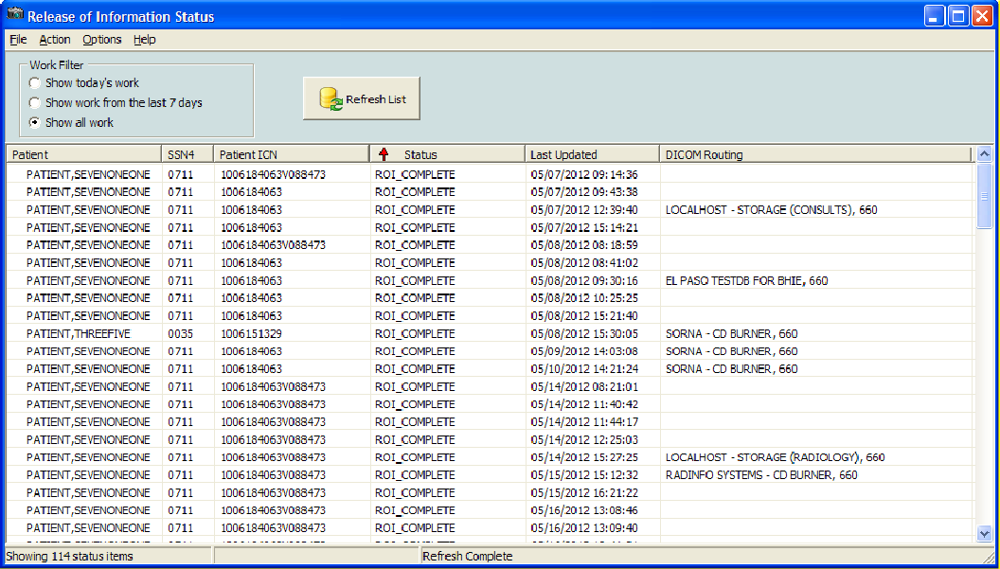 Release of Information Status
File Action Options Help
Work Filter
Show today's work
Show work from the last 7 days
Show all work
Refresh List
Patient SSN4 Patient ICN Status Last Updated DICOM Routing
PATIENT,SEVENONEONE 0711 1006184063V088473 ROI_COMPLETE 05/07/2012 09:14:36
PATIENT,SEVENONEONE 0711 1006184063 ROI_COMPLETE 05/07/2012 09:43:38
PATIENT,SEVENONEONE 0711 1006184063 ROI_COMPLETE 05/07/2012 12:39:40 LOCALHOST - STORAGE (CONSULTS), 660
PATIENT,SEVENONEONE 0711 1006184063 ROI_COMPLETE 05/07/2012 15:14:21
PATIENT,SEVENONEONE 0711 1006184063V088473 ROI_COMPLETE 05/08/2012 08:18:59
PATIENT,SEVENONEONE 0711 1006184063 ROI_COMPLETE 05/08/2012 08:41:02
PATIENT,SEVENONEONE 0711 1006184063 ROI_COMPLETE 05/08/2012 09:30:16 EL PASO TESTDB FOR BHIE, 660
PATIENT,SEVENONEONE 0711 1006184063 ROI_COMPLETE 05/08/2012 10:25:25
PATIENT,SEVENONEONE 0711 1006184063 ROI_COMPLETE 05/08/2012 15:21:40
PATIENT,THREEFIVE 0035 1006151329 ROI_COMPLETE 05/08/2012 15:30:05 SORNA - CD BURNER, 660
PATIENT,SEVENONEONE 0711 1006184063 ROI_COMPLETE 05/09/2012 14:03:08 SORNA - CD BURNER, 660
PATIENT,SEVENONEONE 0711 1006184063 ROI_COMPLETE 05/10/2012 14:21:24 SORNA - CD BURNER, 660
PATIENT,SEVENONEONE 0711 1006184063V088473 ROI_COMPLETE 05/14/2012 08:21:01
PATIENT,SEVENONEONE 0711 1006184063V088473 ROI_COMPLETE 05/14/2012 11:40:42
PATIENT,SEVENONEONE 0711 1006184063V088473 ROI_COMPLETE 05/14/2012 11:44:17
PATIENT,SEVENONEONE 0711 1006184063V088473 ROI_COMPLETE 05/14/2012 12:25:03
PATIENT,SEVENONEONE 0711 1006184063V088473 ROI_COMPLETE 05/14/2012 15:27:25 LOCALHOST - STORAGE (RADIOLOGY), 660
PATIENT,SEVENONEONE 0711 1006184063V088473 ROI_COMPLETE 05/15/2012 15:12:32 RADINFO SYSTEMS - CD BURNER, 660
PATIENT,SEVENONEONE 0711 1006184063V088473 ROI_COMPLETE 05/15/2012 16:21:22
PATIENT,SEVENONEONE 0711 1006184063V088473 ROI_COMPLETE 05/16/2012 13:08:46
PATIENT,SEVENONEONE 0711 1006184063V088473 ROI_COMPLETE 05/16/2012 13:09:40
Showing 114 status items Refresh Complete